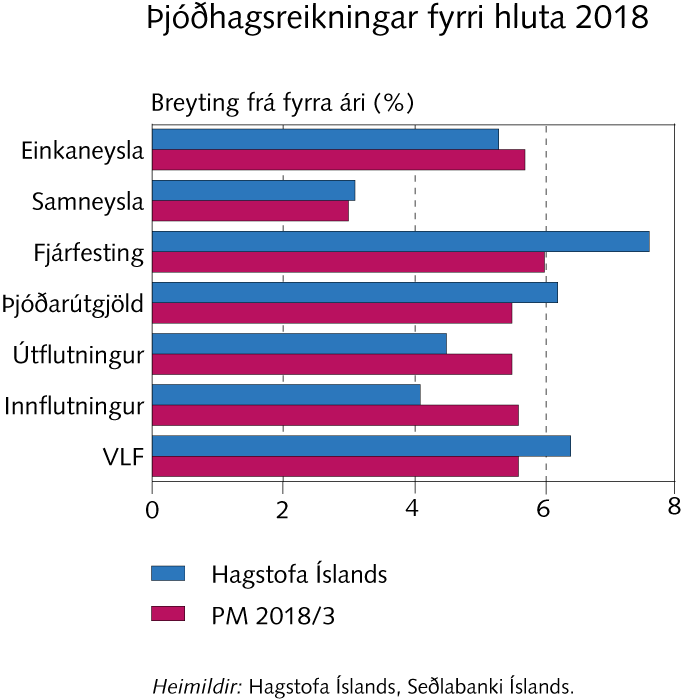 Þjóðhagsreikningar fyrri hluta 2018
Breyting frá fyrra ári (%)
Einkaneysla
Samneysla
Fjárfesting
Þjóðarútgjöld
Útflutningur
Innflutningur
VLF
0 2 4 6 8
Hagstofa Íslands
PM 2018/3
Heimildir: Hagstofa Íslands, Seðlabanki Íslands.